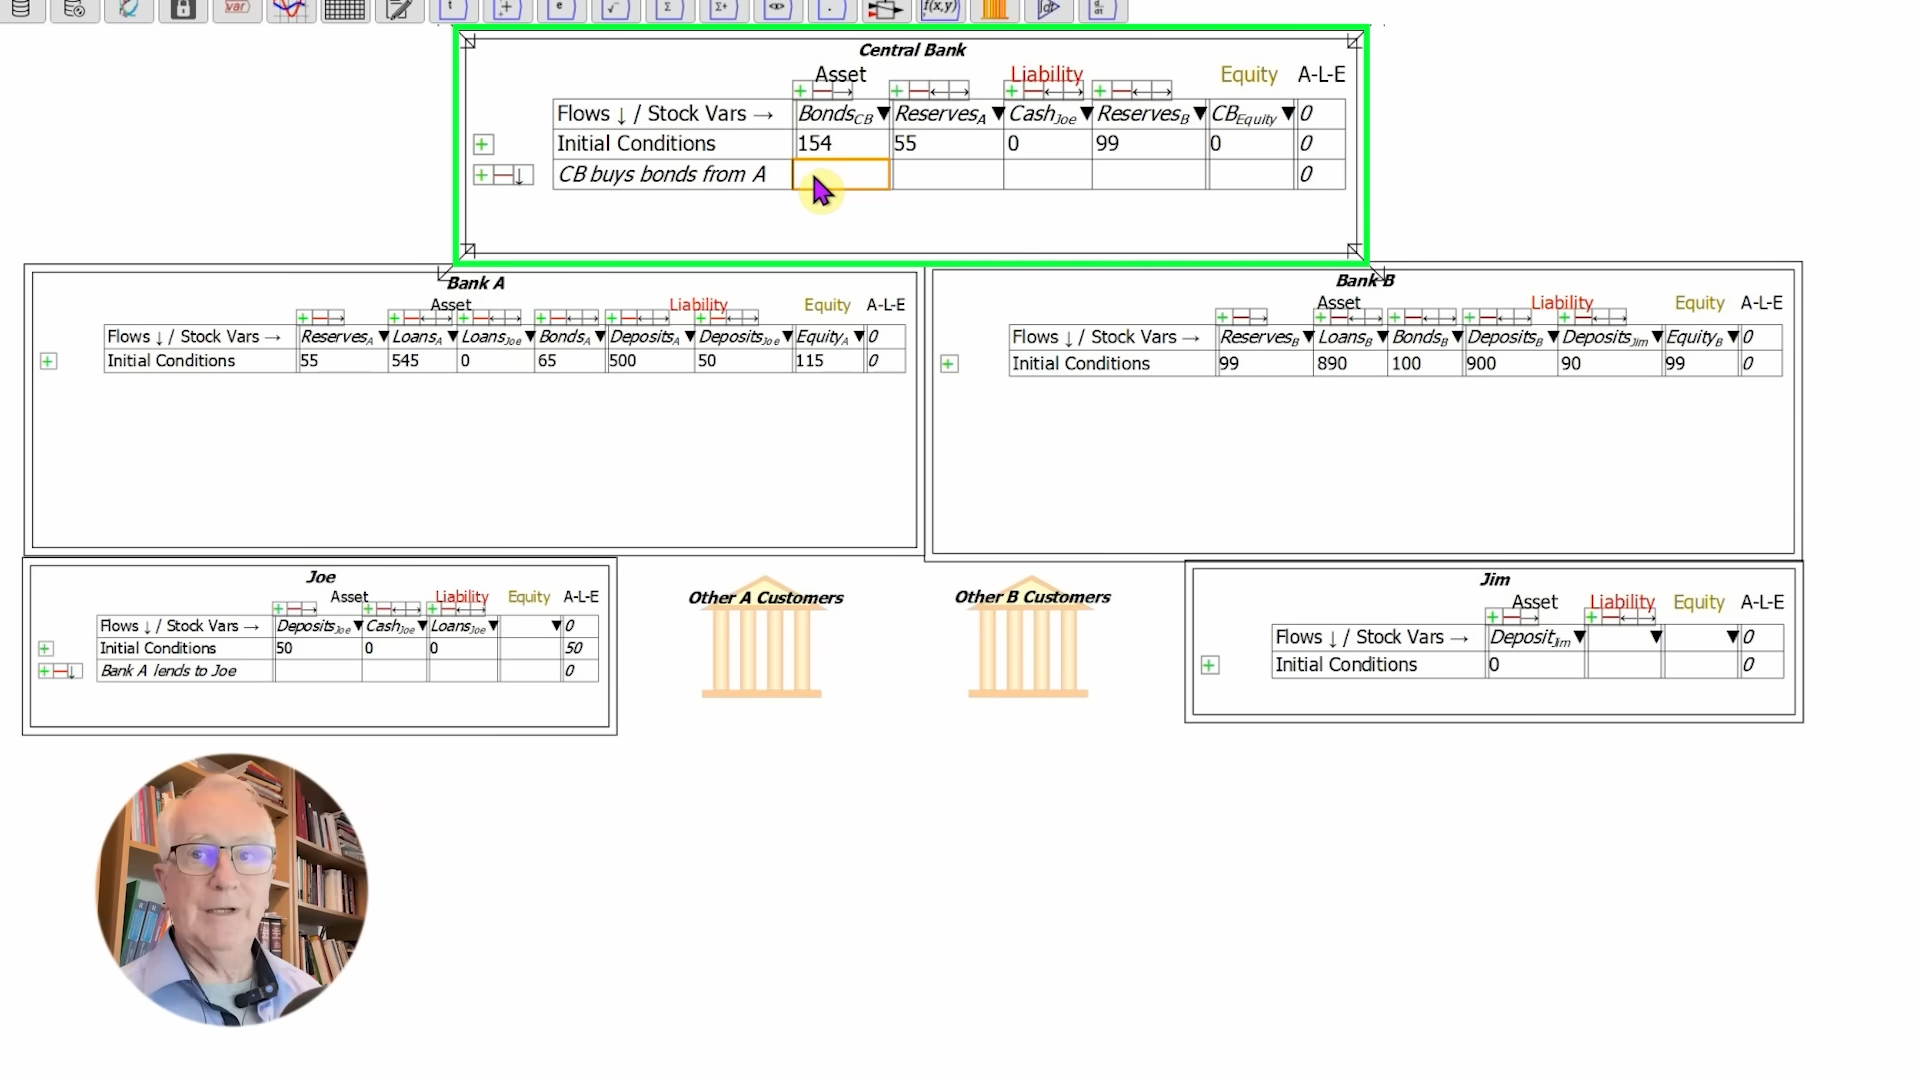 var t + e √ Σ Σ+ . f(x,y) ∫dt d/dt
Central Bank
Asset Liability Equity A-L-E
Flows ↓ / Stock Vars → BondsCB ▼ ReservesA ▼ CashJoe ▼ ReservesB ▼ CBEquity ▼ 0
Initial Conditions 154 55 0 99 0 0
CB buys bonds from A 0
Bank A
Asset Liability Equity A-L-E
Flows ↓ / Stock Vars → ReservesA ▼ LoansA ▼ LoansJoe ▼ BondsA ▼ DepositsA ▼ DepositsJoe ▼ EquityA ▼ 0
Initial Conditions 55 545 0 65 500 50 115 0
Bank B
Asset Liability Equity A-L-E
Flows ↓ / Stock Vars → ReservesB ▼ LoansB ▼ BondsB ▼ DepositsB ▼ DepositsJim ▼ EquityB ▼ 0
Initial Conditions 99 890 100 900 90 99 0
Joe
Asset Liability Equity A-L-E
Flows ↓ / Stock Vars → DepositsJoe ▼ CashJoe ▼ LoansJoe ▼ ▼ 0
Initial Conditions 50 0 0 50
Bank A lends to Joe 0
Other A Customers
Other B Customers
Jim
Asset Liability Equity A-L-E
Flows ↓ / Stock Vars → DepositJim ▼ ▼ ▼ 0
Initial Conditions 0 0